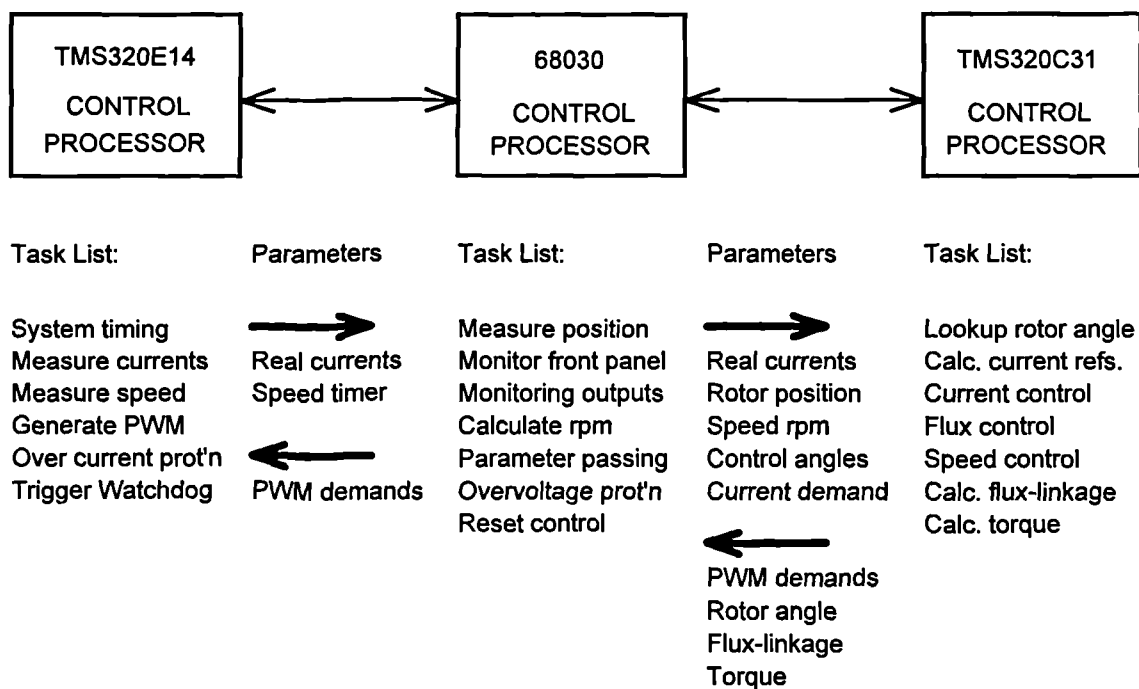 TMS320E14
CONTROL
PROCESSOR
68030
CONTROL
PROCESSOR
TMS320C31
CONTROL
PROCESSOR
Task List:
System timing
Measure currents
Measure speed
Generate PWM
Over current prot'n
Trigger Watchdog
Parameters
Real currents
Speed timer
PWM demands
Task List:
Measure position
Monitor front panel
Monitoring outputs
Calculate rpm
Parameter passing
Overvoltage prot'n
Reset control
Parameters
Real currents
Rotor position
Speed rpm
Control angles
Current demand
PWM demands
Rotor angle
Flux-linkage
Torque
Task List:
Lookup rotor angle
Calc. current refs.
Current control
Flux control
Speed control
Calc. flux-linkage
Calc. torque